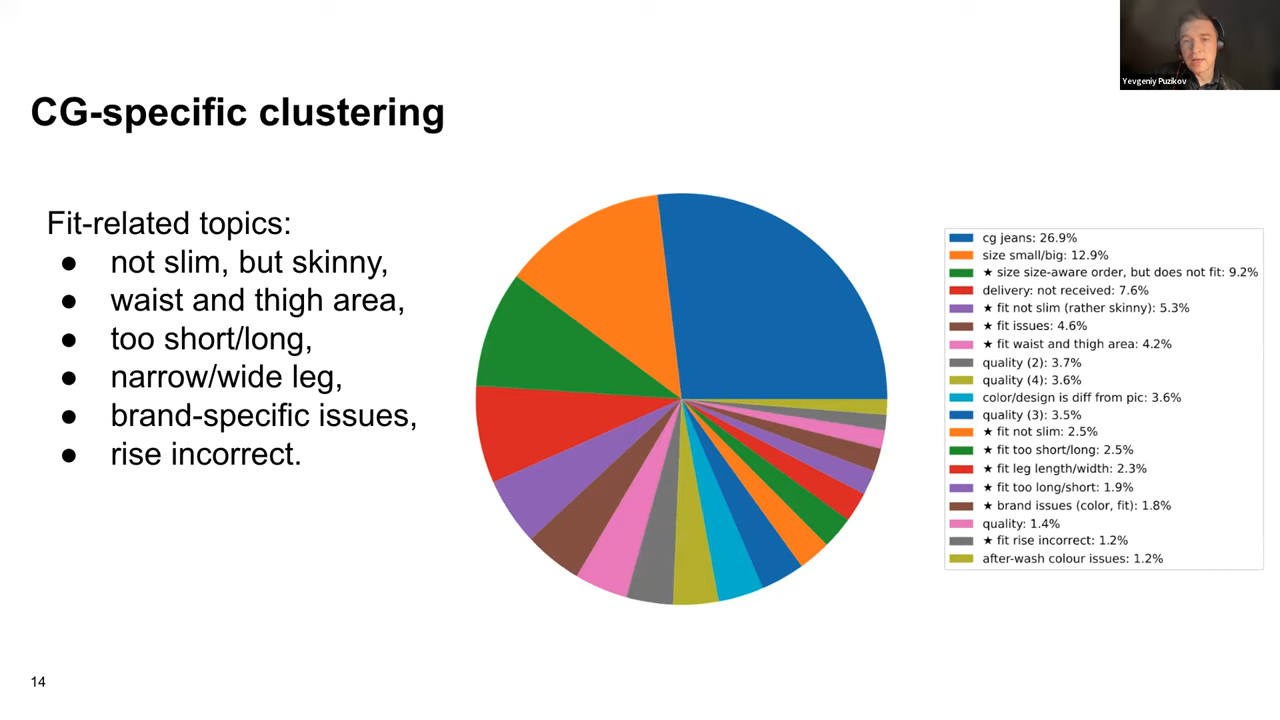 Yevgeniy Puzikov
CG-specific clustering
Fit-related topics:
● not slim, but skinny,
● waist and thigh area,
● too short/long,
● narrow/wide leg,
● brand-specific issues,
● rise incorrect.
cg jeans: 26.9%
size small/big: 12.9%
★ size size-aware order, but does not fit: 9.2%
delivery: not received: 7.6%
★ fit not slim (rather skinny): 5.3%
★ fit issues: 4.6%
★ fit waist and thigh area: 4.2%
quality (2): 3.7%
quality (4): 3.6%
color/design is diff from pic: 3.6%
quality (3): 3.5%
★ fit not slim: 2.5%
★ fit too short/long: 2.5%
★ fit leg length/width: 2.3%
★ fit too long/short: 1.9%
★ brand issues (color, fit): 1.8%
quality: 1.4%
★ fit rise incorrect: 1.2%
after-wash colour issues: 1.2%
14